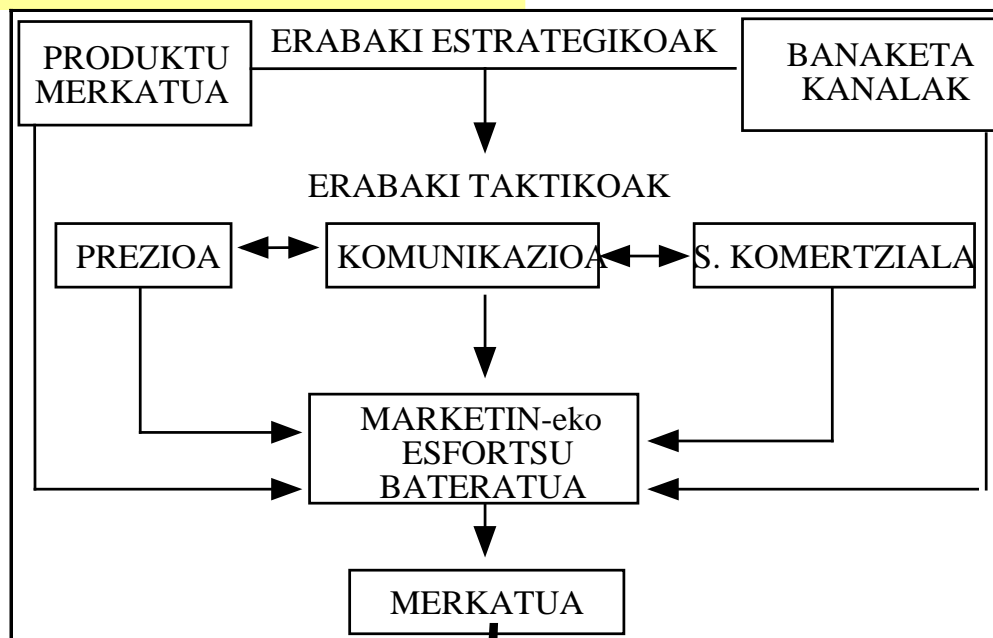 PRODUKTU
MERKATUA
ERABAKI ESTRATEGIKOAK
BANAKETA
KANALAK
ERABAKI TAKTIKOAK
PREZIOA
KOMUNIKAZIOA
S. KOMERTZIALA
MARKETIN-eko
ESFORTSU
BATERATUA
MERKATUA